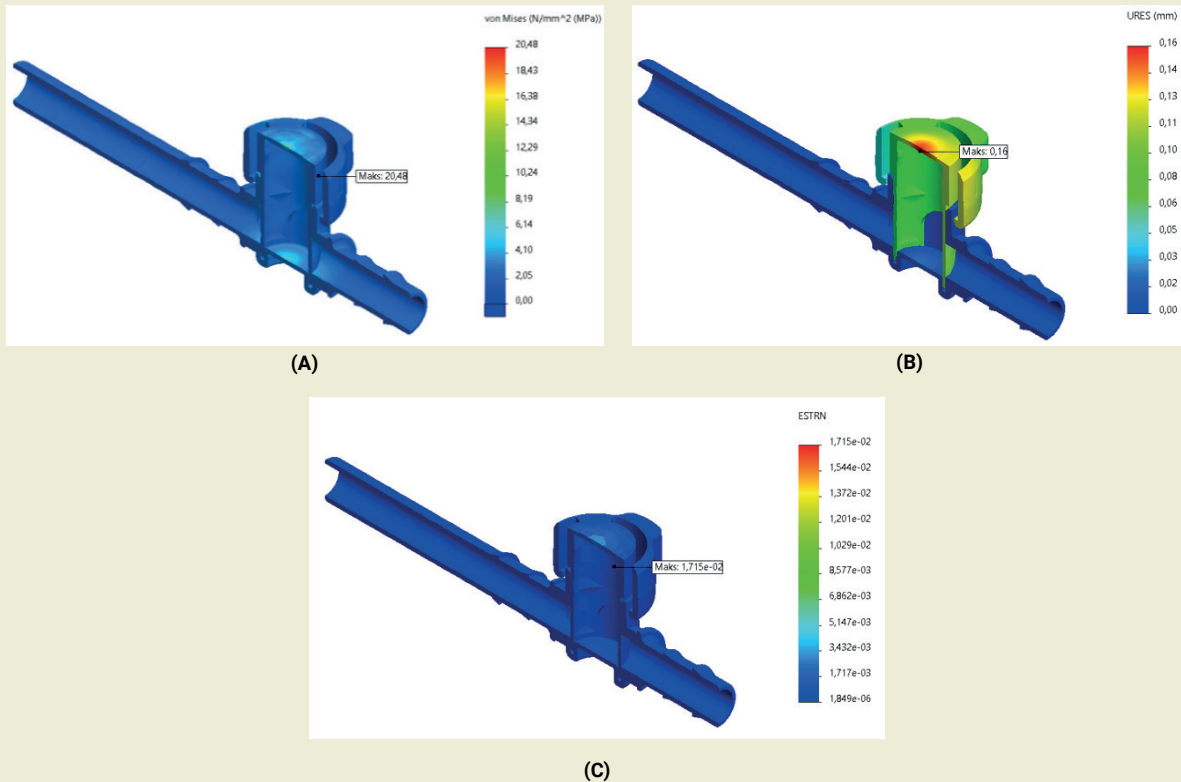 von Mises (N/mm^2 (MPa))
20,48
18,43
16,38
14,34
12,29
10,24
8,19
6,14
4,10
2,05
0,00
Maks: 20,48
(A)
URES (mm)
0,16
0,14
0,13
0,11
0,10
0,08
0,06
0,05
0,03
0,02
0,00
Maks: 0,16
(B)
ESTRN
1,715e-02
1,544e-02
1,372e-02
1,201e-02
1,029e-02
8,577e-03
6,862e-03
5,147e-03
3,432e-03
1,717e-03
1,849e-06
Maks: 1,715e-02
(C)